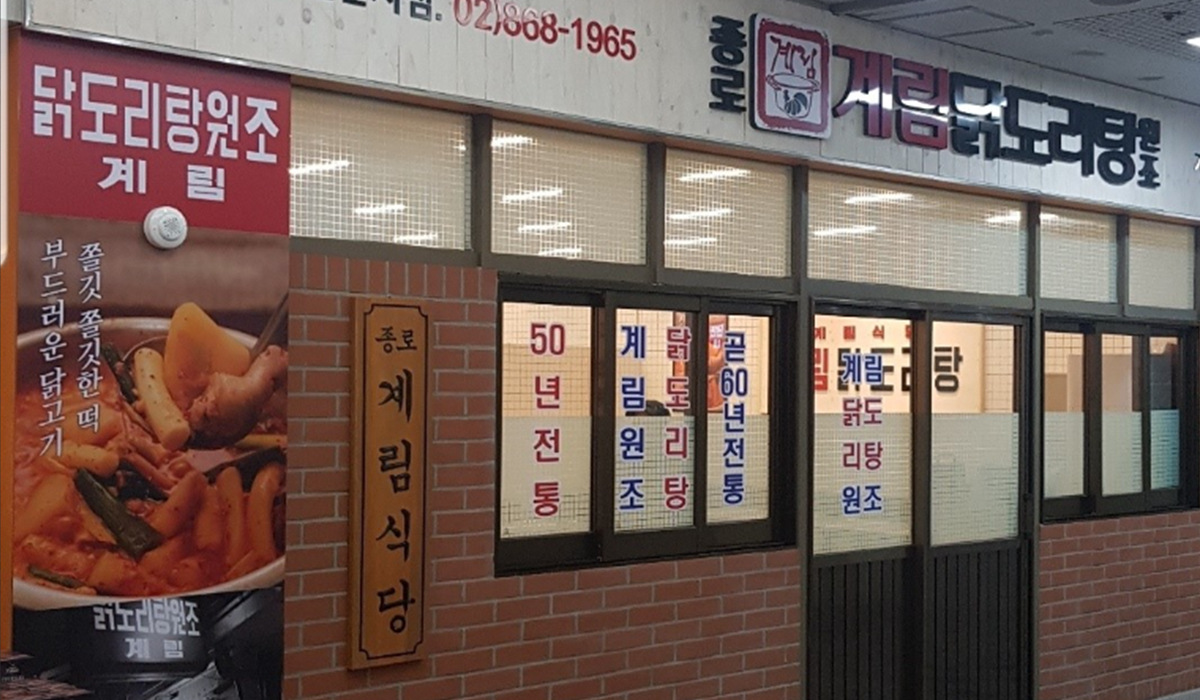 02)868-1965
종로
계림
계림닭도리탕
원조
닭도리탕원조
계림
쫄깃 쫄깃한 떡
부드러운 닭고기
종로
계림식당
50년전통
계림원조
닭도리탕
곧60년전통
계림식당
림닭도리탕
계림
닭도
리탕
원조
닭도리탕원조
계림